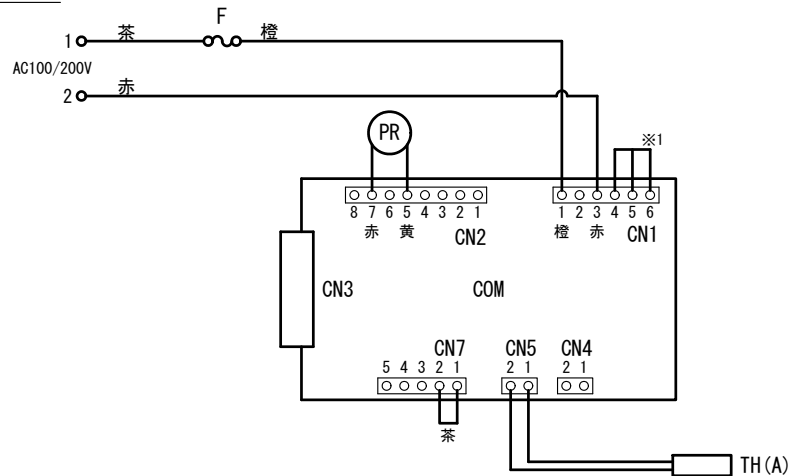 F
茶
橙
1
AC100/200V
赤
2
PR
※1
8 7 6 5 4 3 2 1
1 2 3 4 5 6
赤 黄
CN2
橙 赤
CN1
CN3
COM
CN7
CN5
CN4
5 4 3 2 1
2 1
2 1
茶
TH(A)